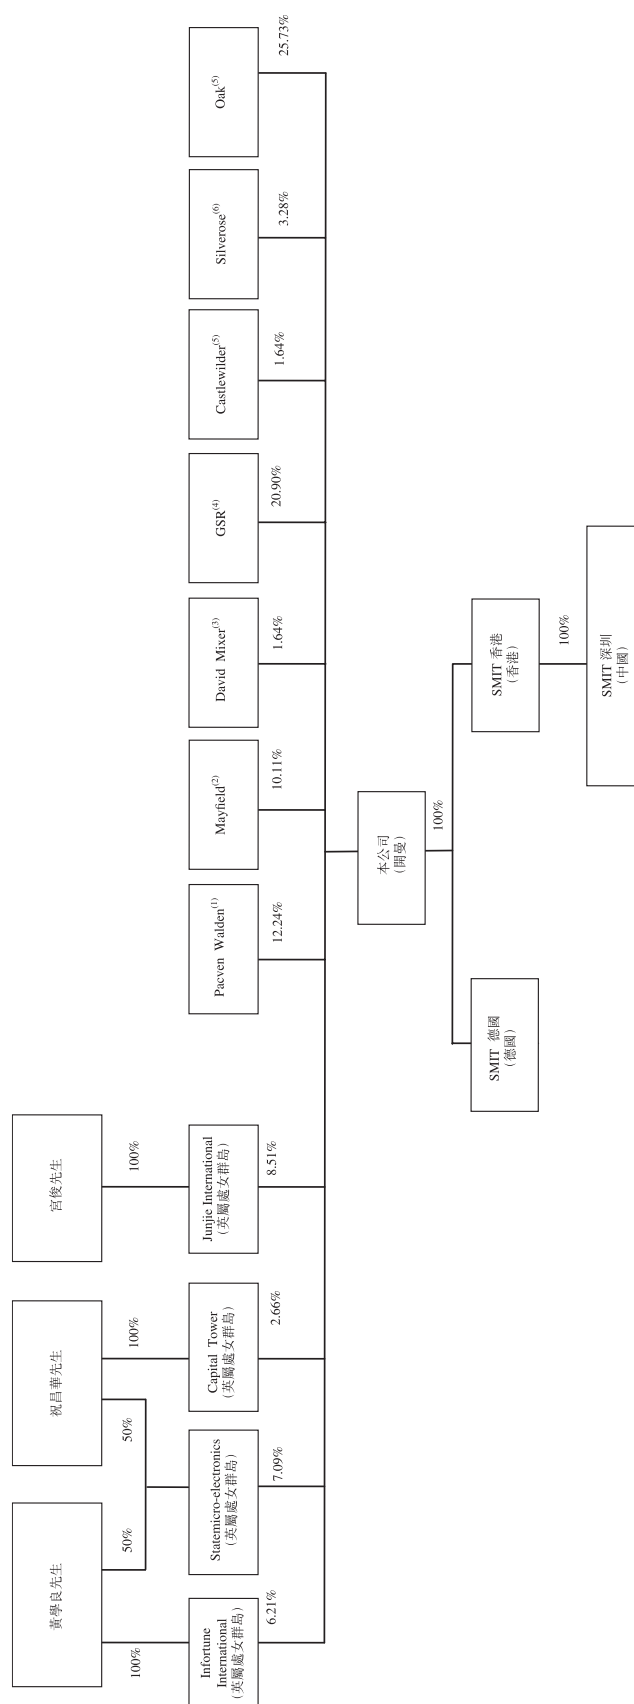 黃學良先生
祝昌華先生
宮俊先生
100%
50%
50%
100%
100%
Infortune
International
（英屬處女群島）
Statemicro-electronics
（英屬處女群島）
Capital Tower
（英屬處女群島）
Junjie International
（英屬處女群島）
Pacven Walden(1)
Mayfield(2)
David Mixer(3)
GSR(4)
Castlewilder(5)
Silverose(6)
Oak(5)
6.21%
7.09%
2.66%
8.51%
12.24%
10.11%
1.64%
20.90%
1.64%
3.28%
25.73%
本公司
（開曼）
100%
SMIT 德國
（德國）
SMIT 香港
（香港）
100%
SMIT 深圳
（中國）